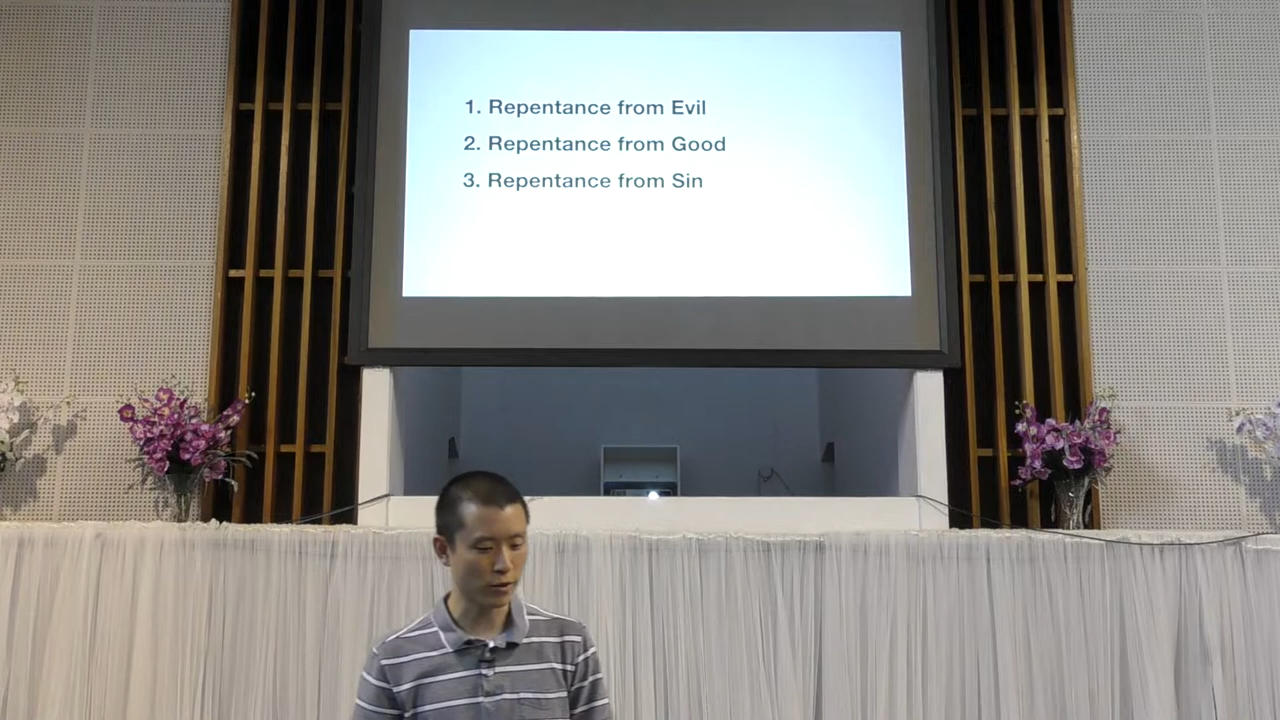 1. Repentance from Evil
2. Repentance from Good
3. Repentance from Sin